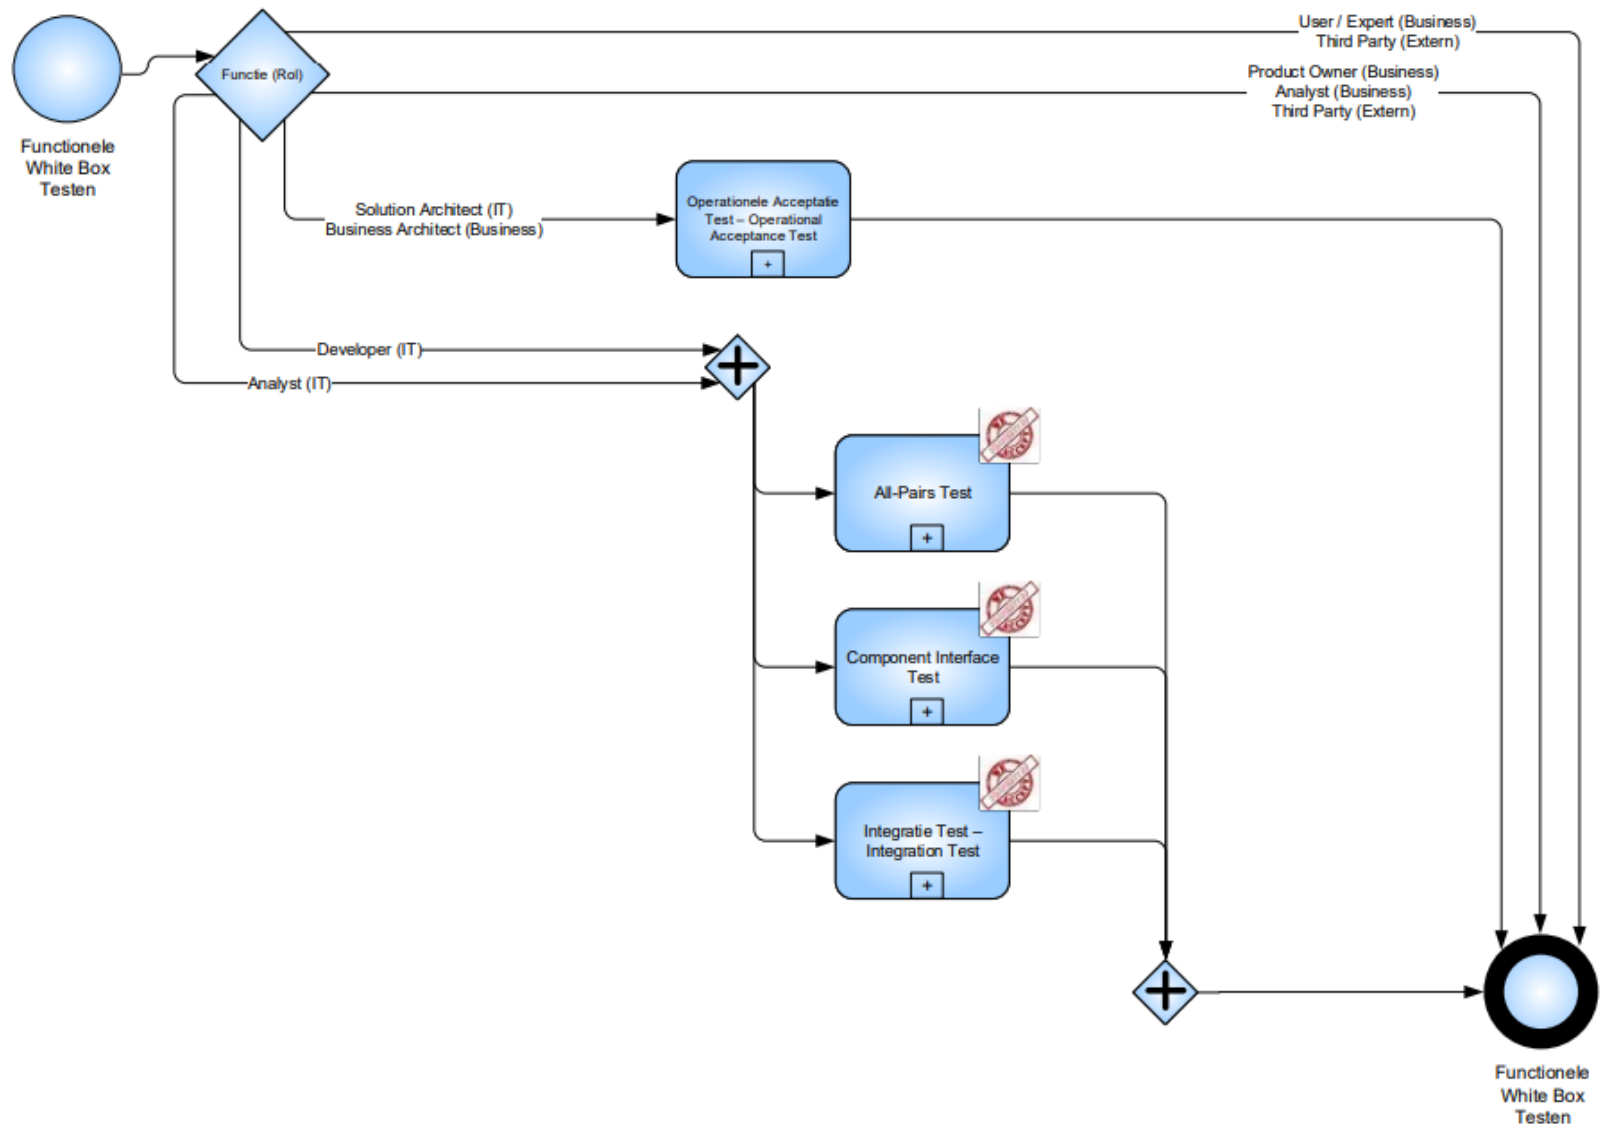 User / Expert (Business)
Third Party (Extern)
Functie (Rol)
Product Owner (Business)
Analyst (Business)
Third Party (Extern)
Functionele
White Box
Testen
Solution Architect (IT)
Business Architect (Business)
Operationele Acceptatie
Test – Operational
Acceptance Test
Developer (IT)
Analyst (IT)
All-Pairs Test
Component Interface
Test
Integratie Test –
Integration Test
Functionele
White Box
Testen